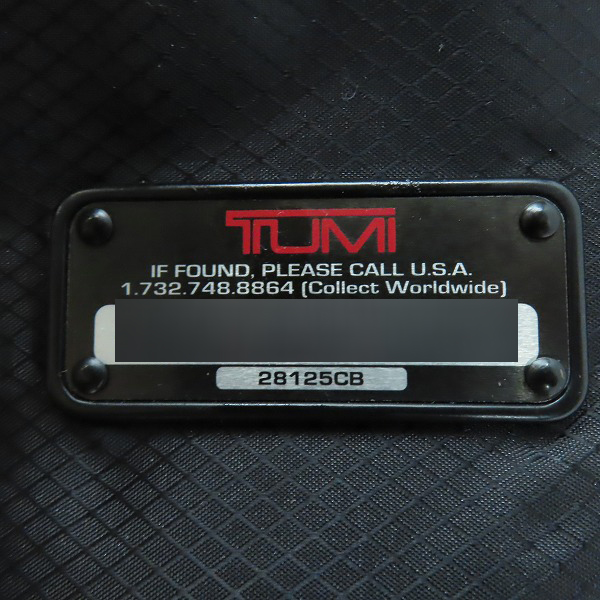 TUMI
IF FOUND, PLEASE CALL U.S.A.
1.732.748.8864 (Collect Worldwide)
28125CB